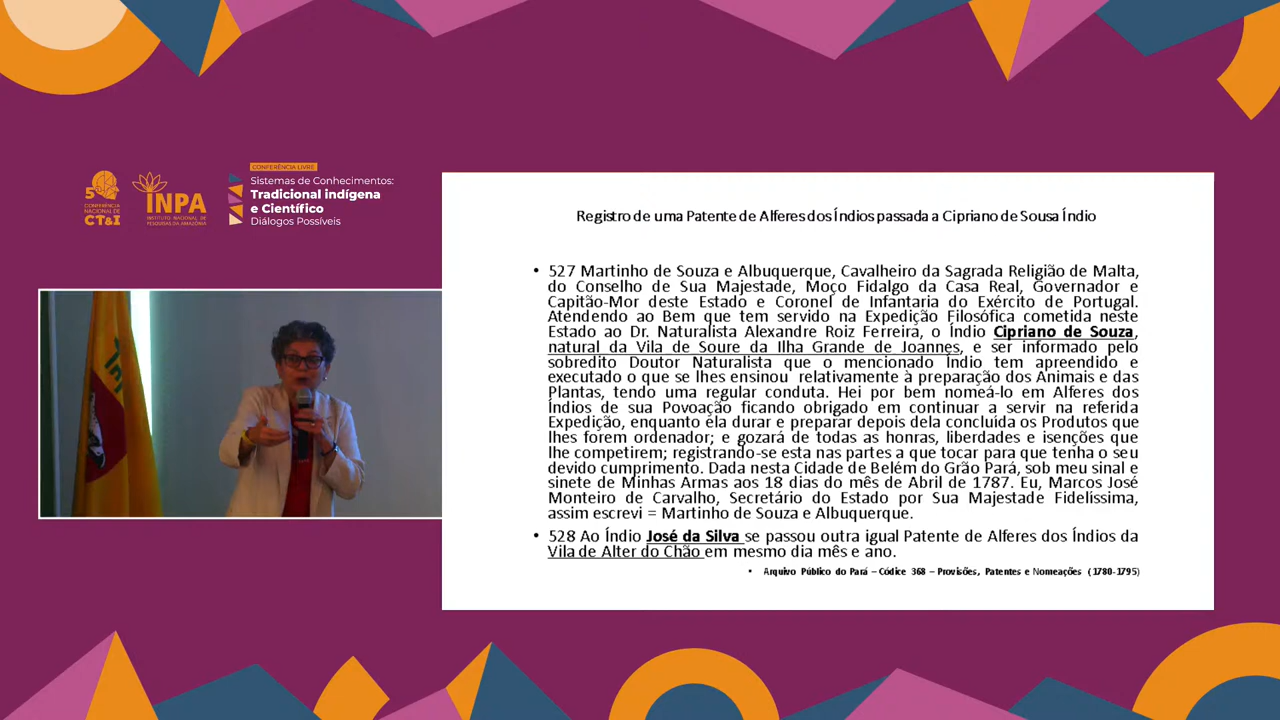 5ª
CONFERÊNCIA
NACIONAL DE
CT&I
INPA
INSTITUTO NACIONAL DE
PESQUISAS DA AMAZÔNIA
CONFERÊNCIA LIVRE
Sistemas de Conhecimentos:
Tradicional indígena
e Científico
Diálogos Possíveis
Registro de uma Patente de Alferes dos Índios passada a Cipriano de Sousa Índio
• 527 Martinho de Souza e Albuquerque, Cavalheiro da Sagrada Religião de Malta,
do Conselho de Sua Majestade, Moço Fidalgo da Casa Real, Governador e
Capitão-Mor deste Estado e Coronel de Infantaria do Exército de Portugal.
Atendendo ao Bem que tem servido na Expedição Filosófica cometida neste
Estado ao Dr. Naturalista Alexandre Roiz Ferreira, o Índio Cipriano de Souza,
natural da Vila de Soure da Ilha Grande de Joannes, e ser informado pelo
sobredito Doutor Naturalista que o mencionado Índio tem apreendido e
executado o que se lhes ensinou relativamente à preparação dos Animais e das
Plantas, tendo uma regular conduta. Hei por bem nomeá-lo em Alferes dos
Índios de sua Povoação ficando obrigado em continuar a servir na referida
Expedição, enquanto ela durar e preparar depois dela concluída os Produtos que
lhes forem ordenador; e gozará de todas as honras, liberdades e isenções que
lhe competirem; registrando-se esta nas partes a que tocar para que tenha o seu
devido cumprimento. Dada nesta Cidade de Belém do Grão Pará, sob meu sinal e
sinete de Minhas Armas aos 18 dias do mês de Abril de 1787. Eu, Marcos José
Monteiro de Carvalho, Secretário do Estado por Sua Majestade Fidelíssima,
assim escrevi = Martinho de Souza e Albuquerque.
• 528 Ao Índio José da Silva se passou outra igual Patente de Alferes dos Índios da
Vila de Alter do Chão em mesmo dia mês e ano.
• Arquivo Público do Pará – Códice 368 – Provisões, Patentes e Nomeações (1780-1795)